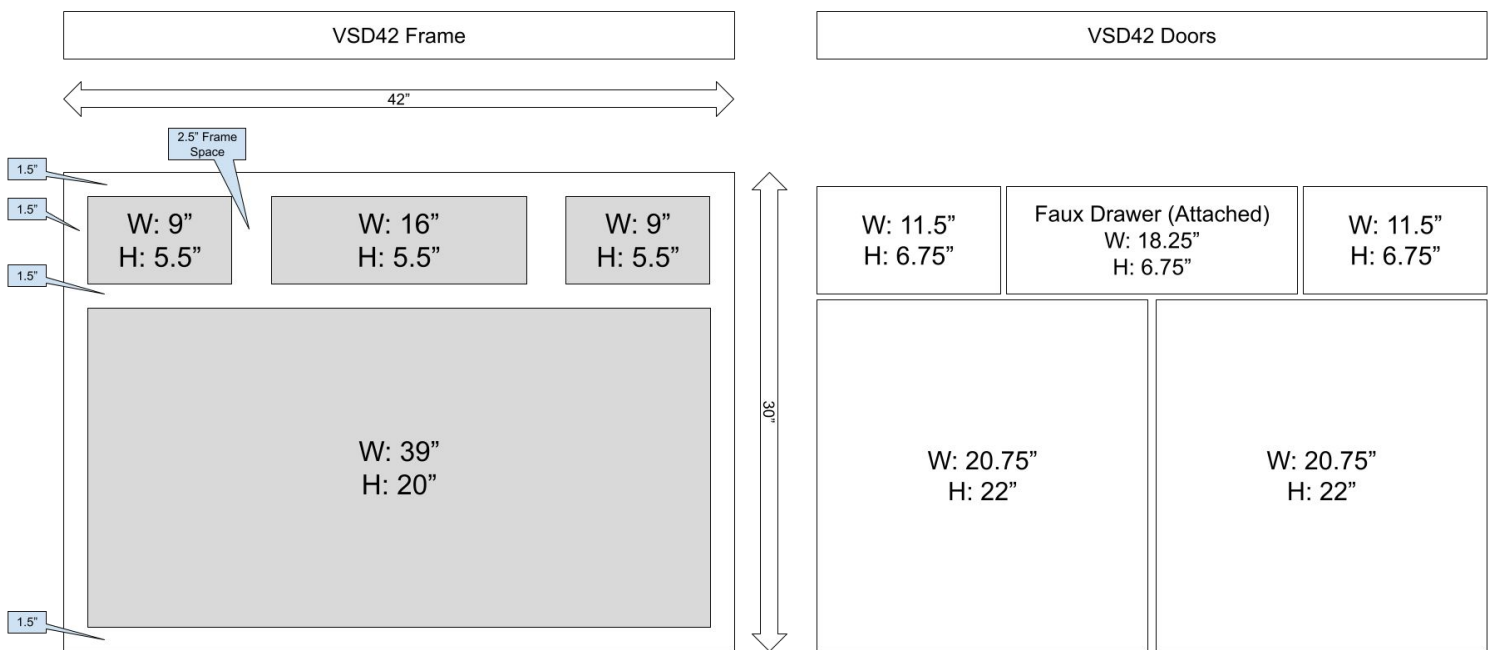 VSD42 Frame
VSD42 Doors
42”
2.5” Frame
Space
1.5”
1.5”
1.5”
W: 9”
H: 5.5”
W: 16”
H: 5.5”
W: 9”
H: 5.5”
W: 39”
H: 20”
1.5”
30”
W: 11.5”
H: 6.75”
Faux Drawer (Attached)
W: 18.25”
H: 6.75”
W: 11.5”
H: 6.75”
W: 20.75”
H: 22”
W: 20.75”
H: 22”